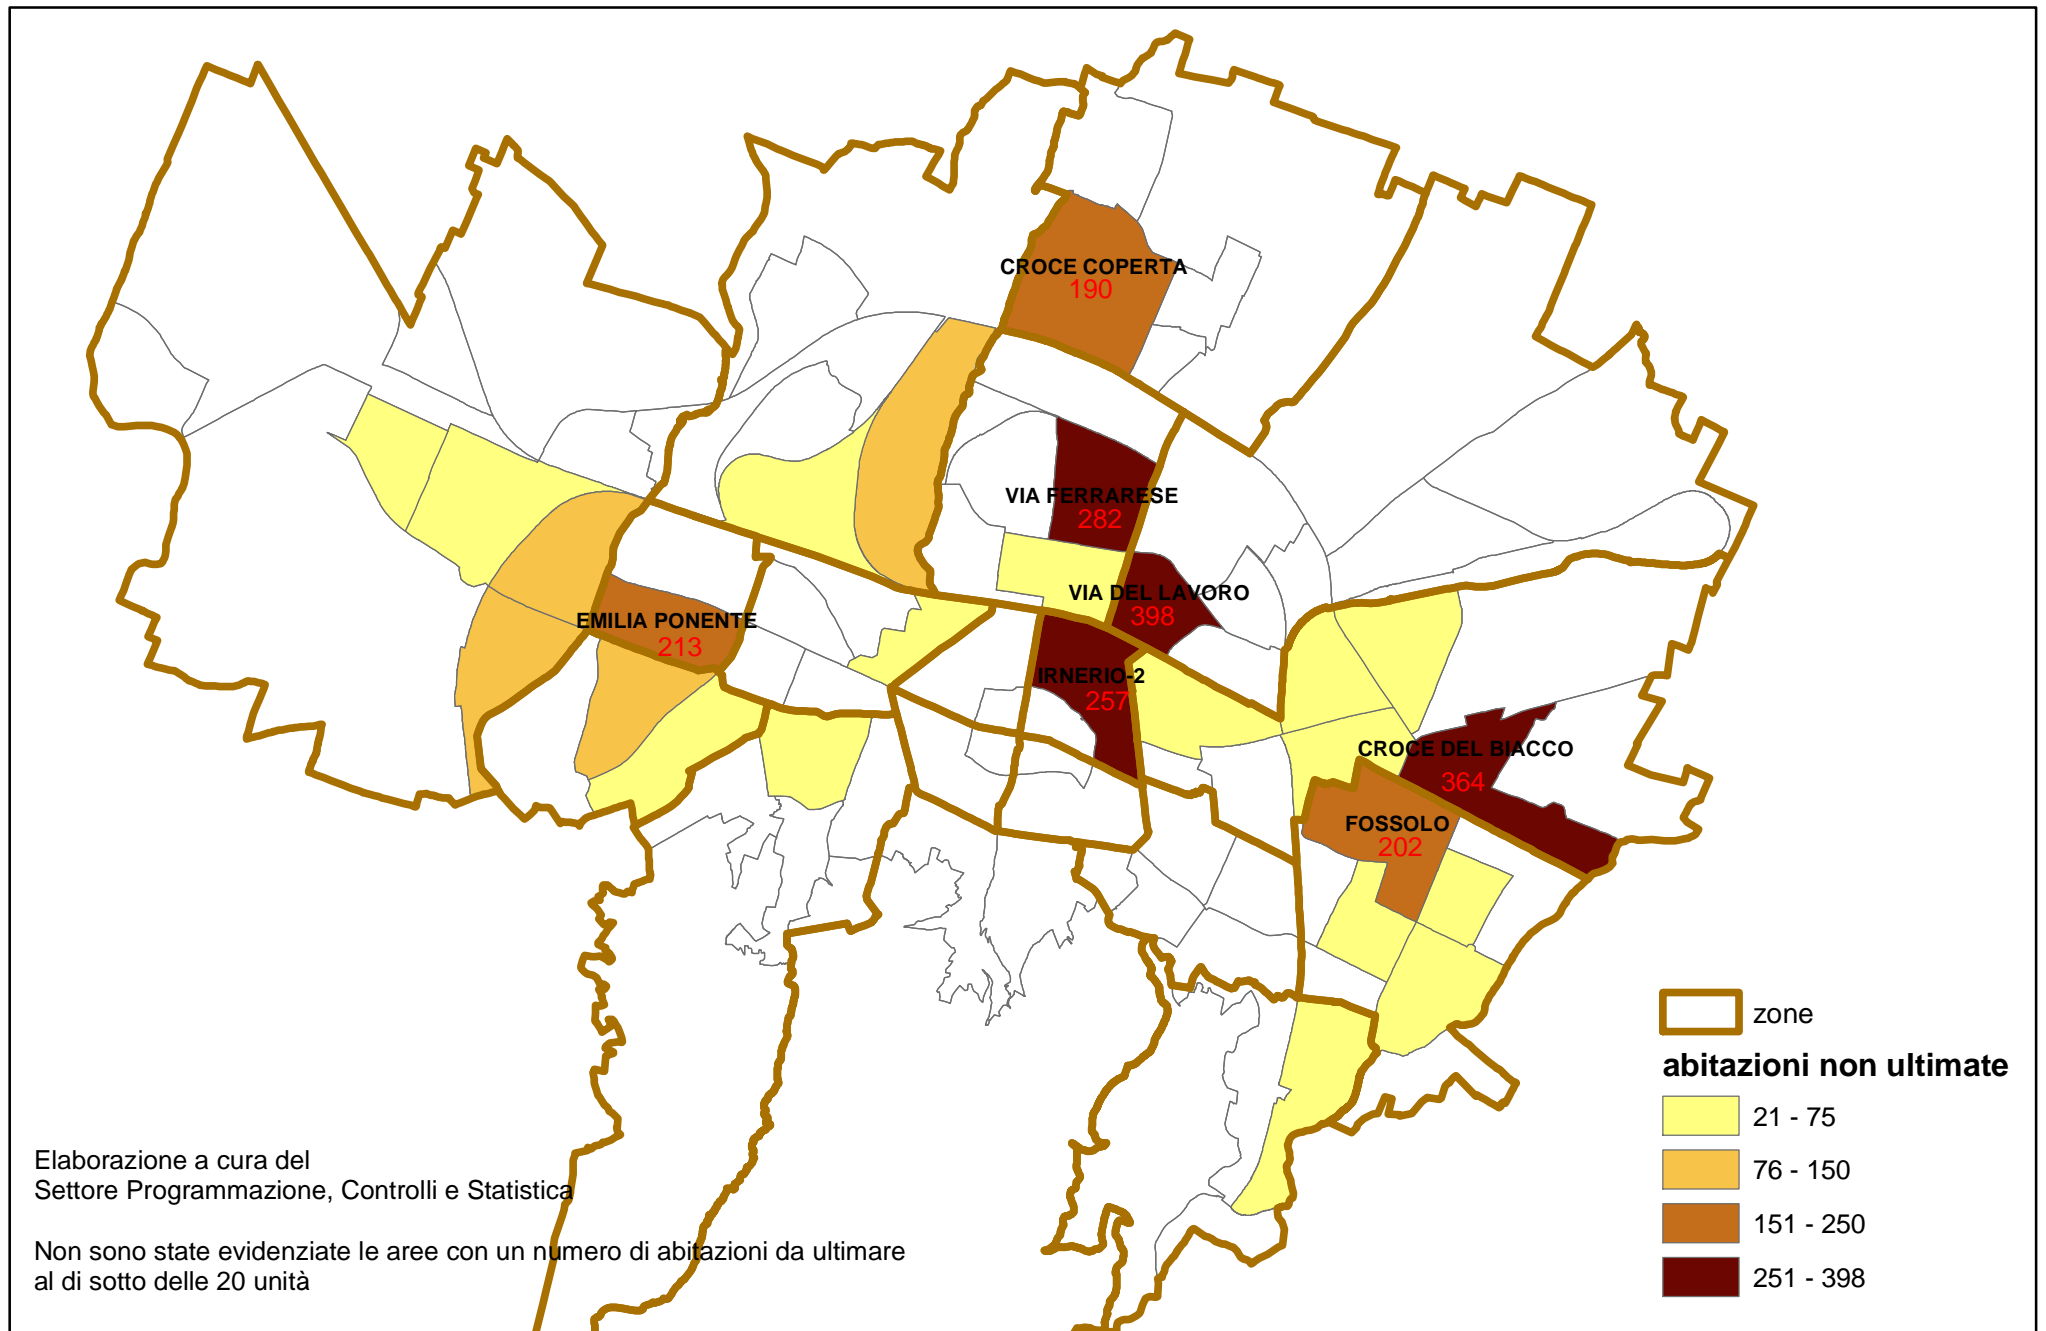 CROCE COPERTA
190
VIA FERRARESE
282
VIA DEL LAVORO
398
EMILIA PONENTE
213
IRNERIO-2
257
CROCE DEL BIACCO
364
FOSSOLO
202
zone
abitazioni non ultimate
21 - 75
76 - 150
151 - 250
251 - 398
Elaborazione a cura del
Settore Programmazione, Controlli e Statistica
Non sono state evidenziate le aree con un numero di abitazioni da ultimare
al di sotto delle 20 unità